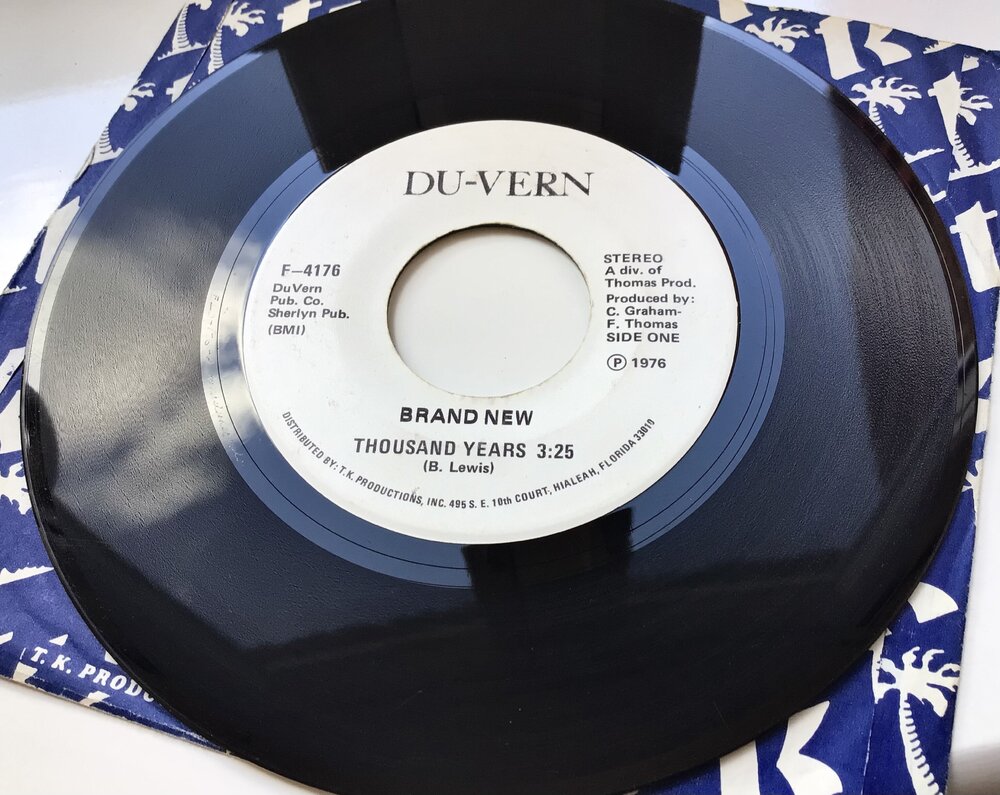 DU-VERN
F-4176
DuVern
Pub. Co.
Sherlyn Pub.
(BMI)
STEREO
A div. of
Thomas Prod.
Produced by:
C. Graham-
F. Thomas
SIDE ONE
Ⓟ 1976
BRAND NEW
THOUSAND YEARS 3:25
(B. Lewis)
DISTRIBUTED BY: T.K. PRODUCTIONS, INC. 495 S. E. 10th COURT, HIALEAH, FLORIDA 33010
T. K. PRODU